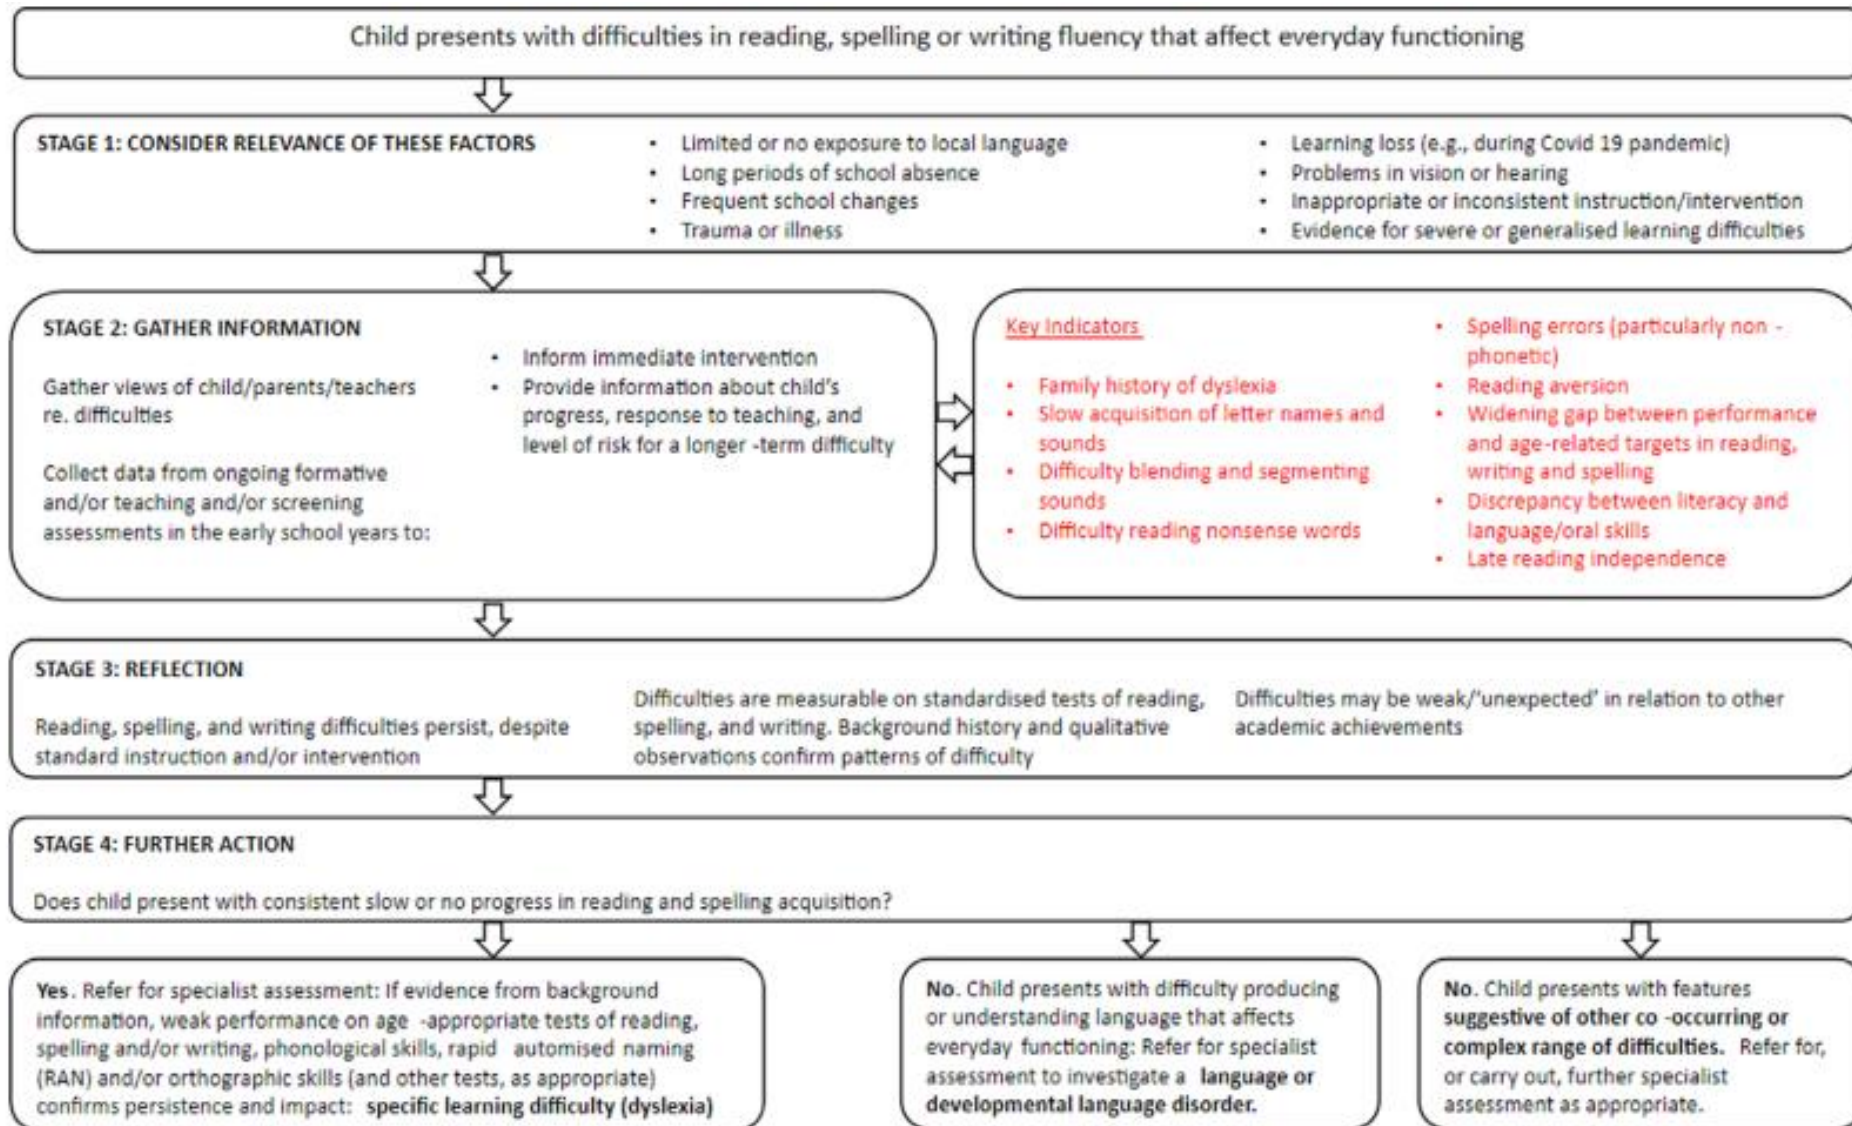 Child presents with difficulties in reading, spelling or writing fluency that affect everyday functioning
STAGE 1: CONSIDER RELEVANCE OF THESE FACTORS
• Limited or no exposure to local language
• Long periods of school absence
• Frequent school changes
• Trauma or illness
• Learning loss (e.g., during Covid 19 pandemic)
• Problems in vision or hearing
• Inappropriate or inconsistent instruction/intervention
• Evidence for severe or generalised learning difficulties
STAGE 2: GATHER INFORMATION
Gather views of child/parents/teachers
re. difficulties
Collect data from ongoing formative
and/or teaching and/or screening
assessments in the early school years to:
• Inform immediate intervention
• Provide information about child's
progress, response to teaching, and
level of risk for a longer -term difficulty
Key Indicators
• Family history of dyslexia
• Slow acquisition of letter names and
sounds
• Difficulty blending and segmenting
sounds
• Difficulty reading nonsense words
• Spelling errors (particularly non -
phonetic)
• Reading aversion
• Widening gap between performance
and age-related targets in reading,
writing and spelling
• Discrepancy between literacy and
language/oral skills
• Late reading independence
STAGE 3: REFLECTION
Reading, spelling, and writing difficulties persist, despite
standard instruction and/or intervention
Difficulties are measurable on standardised tests of reading,
spelling, and writing. Background history and qualitative
observations confirm patterns of difficulty
Difficulties may be weak/'unexpected' in relation to other
academic achievements
STAGE 4: FURTHER ACTION
Does child present with consistent slow or no progress in reading and spelling acquisition?
Yes. Refer for specialist assessment: If evidence from background
information, weak performance on age -appropriate tests of reading,
spelling and/or writing, phonological skills, rapid automised naming
(RAN) and/or orthographic skills (and other tests, as appropriate)
confirms persistence and impact: specific learning difficulty (dyslexia)
No. Child presents with difficulty producing
or understanding language that affects
everyday functioning: Refer for specialist
assessment to investigate a language or
developmental language disorder.
No. Child presents with features
suggestive of other co -occurring or
complex range of difficulties. Refer for,
or carry out, further specialist
assessment as appropriate.